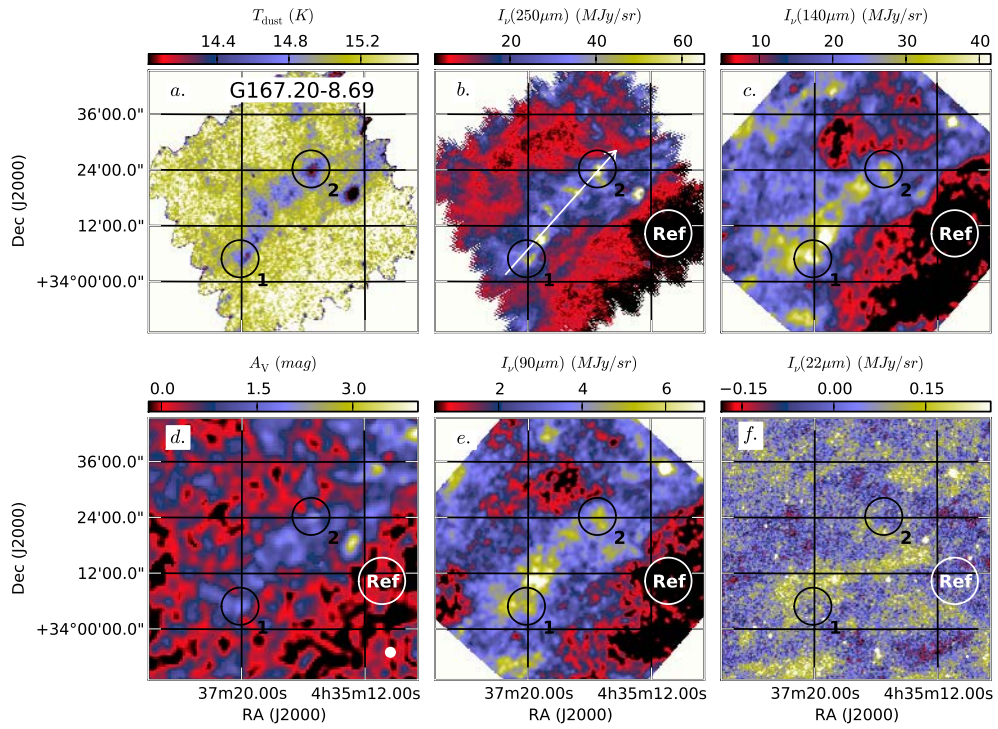 T_dust (K)
14.4 14.8 15.2
I_ν(250μm) (MJy/sr)
20 40 60
I_ν(140μm) (MJy/sr)
10 20 30 40
Dec (J2000)
36'00.0"
24'00.0"
12'00.0"
+34°00'00.0"
a.
G167.20-8.69
2
1
b.
2
Ref
1
c.
2
Ref
1
A_V (mag)
0.0 1.5 3.0
I_ν(90μm) (MJy/sr)
2 4 6
I_ν(22μm) (MJy/sr)
−0.15 0.00 0.15
Dec (J2000)
36'00.0"
24'00.0"
12'00.0"
+34°00'00.0"
d.
2
Ref
1
e.
2
Ref
1
f.
2
Ref
1
37m20.00s 4h35m12.00s
RA (J2000)
37m20.00s 4h35m12.00s
RA (J2000)
37m20.00s 4h35m12.00s
RA (J2000)